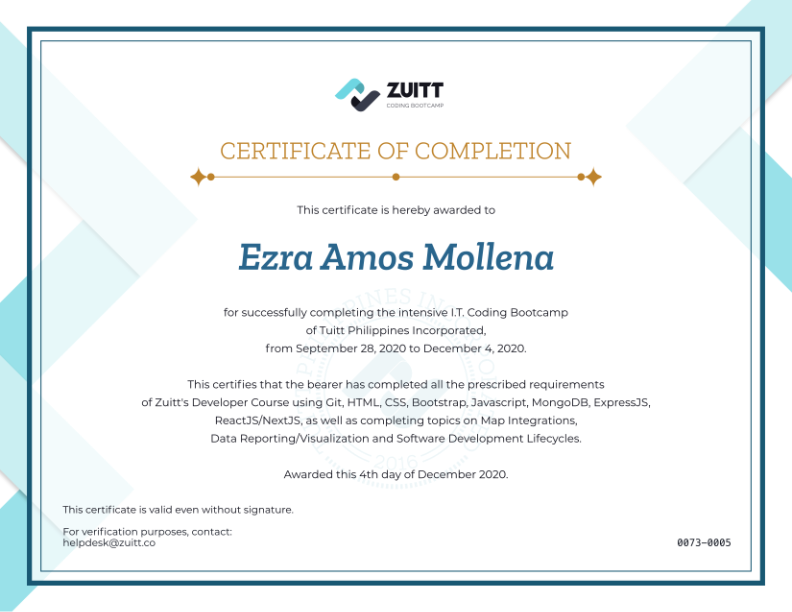 ZUITT
CODING BOOTCAMP
CERTIFICATE OF COMPLETION
This certificate is hereby awarded to
Ezra Amos Mollena
for successfully completing the intensive I.T. Coding Bootcamp
of Tuitt Philippines Incorporated,
from September 28, 2020 to December 4, 2020.
This certifies that the bearer has completed all the prescribed requirements
of Zuitt's Developer Course using Git, HTML, CSS, Bootstrap, Javascript, MongoDB, ExpressJS,
ReactJS/NextJS, as well as completing topics on Map Integrations,
Data Reporting/Visualization and Software Development Lifecycles.
2016
Awarded this 4th day of December 2020.
This certificate is valid even without signature.
For verification purposes, contact:
helpdesk@zuitt.co
0073-0005